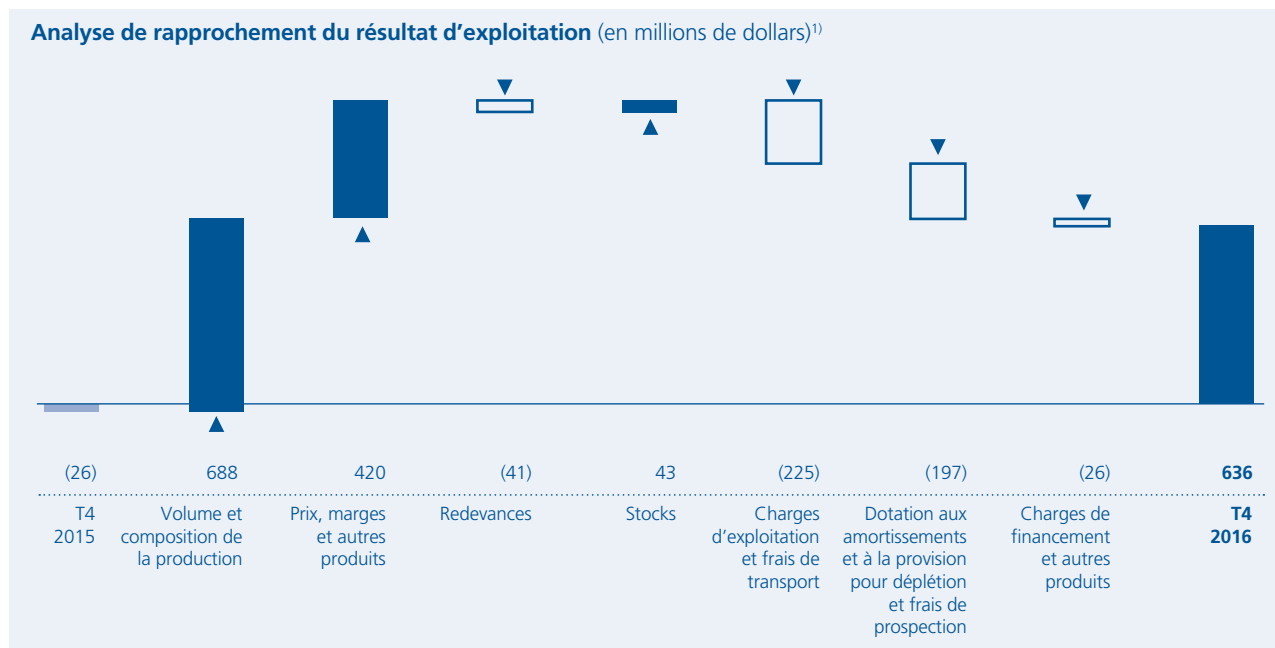 Analyse de rapprochement du résultat d’exploitation (en millions de dollars)1)
(26) 688 420 (41) 43 (225) (197) (26) 636
T4
2015
Volume et
composition de
la production
Prix, marges
et autres
produits
Redevances
Stocks
Charges
d’exploitation
et frais de
transport
Dotation aux
amortissements
et à la provision
pour déplétion
et frais de
prospection
Charges de
financement
et autres
produits
T4
2016